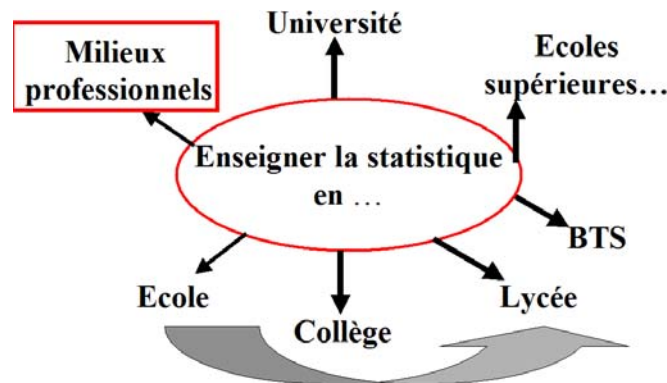 Université
Milieux
professionnels
Ecoles
supérieures…
Enseigner la statistique
en …
BTS
Ecole
Lycée
Collège